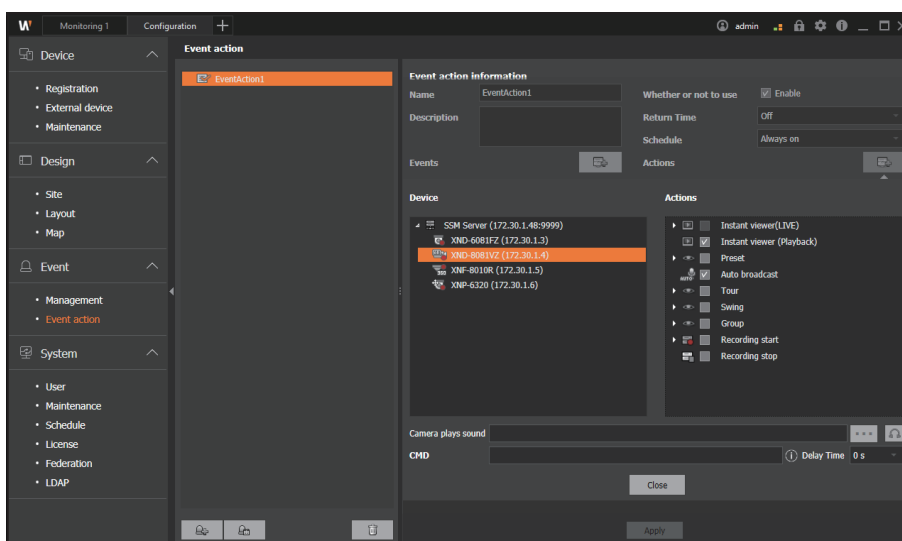 W Monitoring 1 Configuration admin
Device
Event action
• Registration
• External device
• Maintenance
Design
• Site
• Layout
• Map
Event
• Management
• Event action
System
• User
• Maintenance
• Schedule
• License
• Federation
• LDAP
EventAction1
Event action information
Name EventAction1 Whether or not to use Enable
Description Return Time Off
Schedule Always on
Events Actions
Device Actions
SSM Server (172.30.1.48:9999)
XND-6081FZ (172.30.1.3)
XND-8081VZ (172.30.1.4)
XNF-8010R (172.30.1.5)
XNP-6320 (172.30.1.6)
Instant viewer(LIVE)
Instant viewer (Playback)
Preset
AUTO Auto broadcast
Tour
Swing
Group
Recording start
Recording stop
Camera plays sound
CMD Delay Time 0 s
Close
Apply